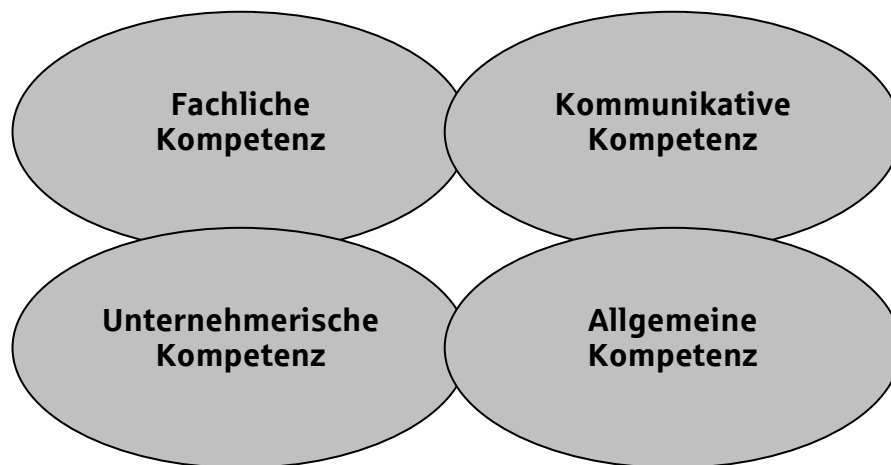 Fachliche
Kompetenz
Kommunikative
Kompetenz
Unternehmerische
Kompetenz
Allgemeine
Kompetenz